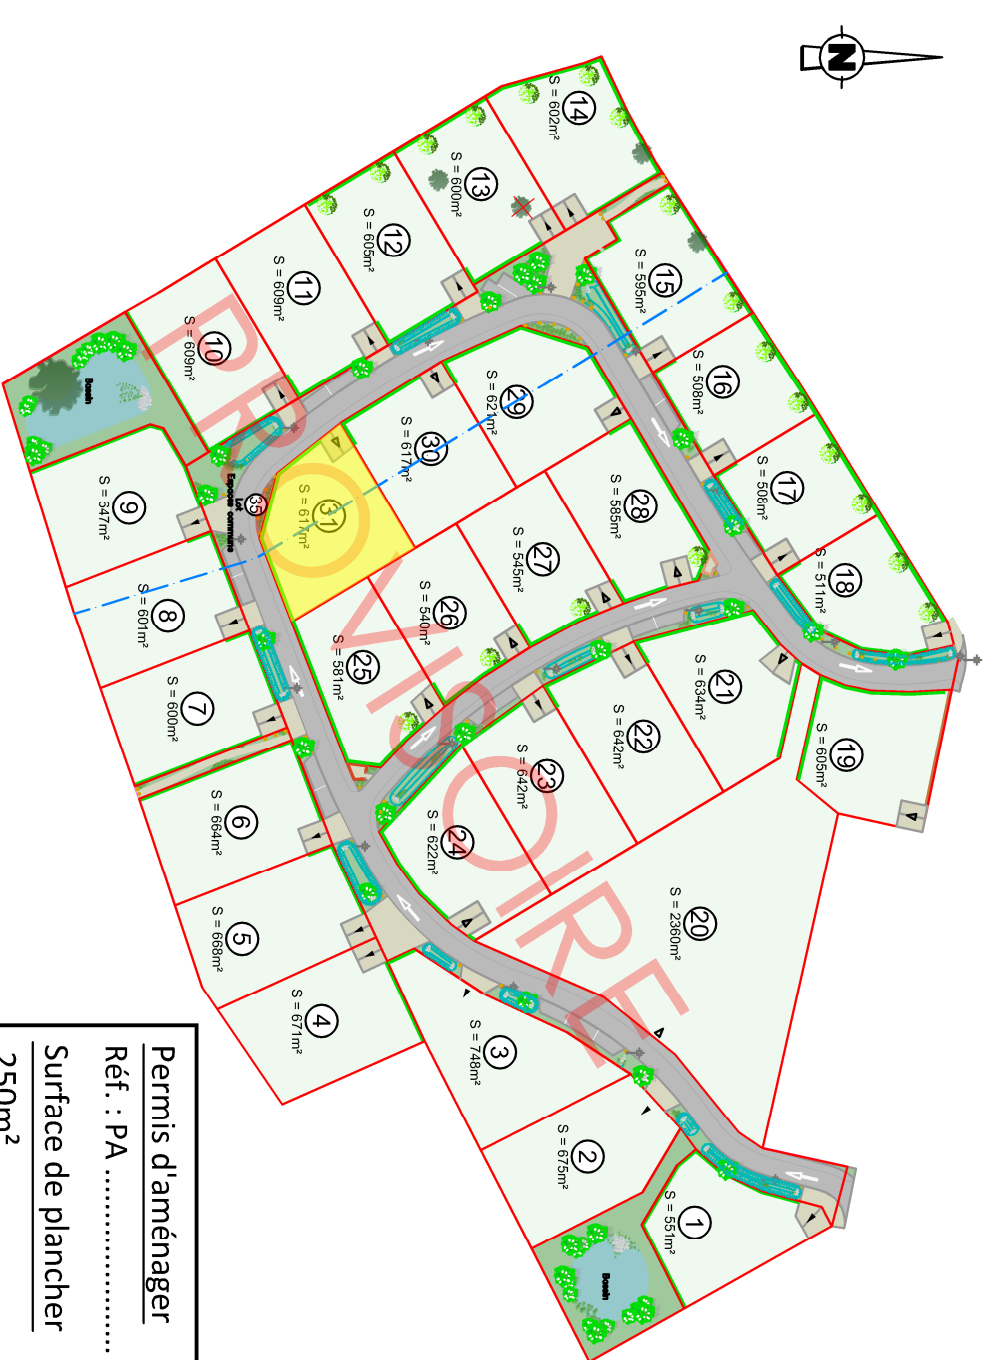 N
14
S = 602m²
13
S = 600m²
12
S = 605m²
11
S = 609m²
10
S = 609m²
15
S = 595m²
16
S = 508m²
17
S = 508m²
18
S = 511m²
19
S = 605m²
29
S = 621m²
30
S = 617m²
31
S = 617m²
28
S = 585m²
27
S = 545m²
26
S = 540m²
25
S = 581m²
21
S = 634m²
22
S = 642m²
23
S = 642m²
24
S = 622m²
20
S = 2360m²
9
S = 547m²
8
S = 601m²
7
S = 600m²
6
S = 664m²
5
S = 668m²
4
S = 671m²
3
S = 748m²
2
S = 675m²
1
S = 551m²
35
Lot
Espaces communs
Bassin
Bassin
PROVISOIRE
Permis d'aménager
Réf. : PA ........................
Surface de plancher
250m²